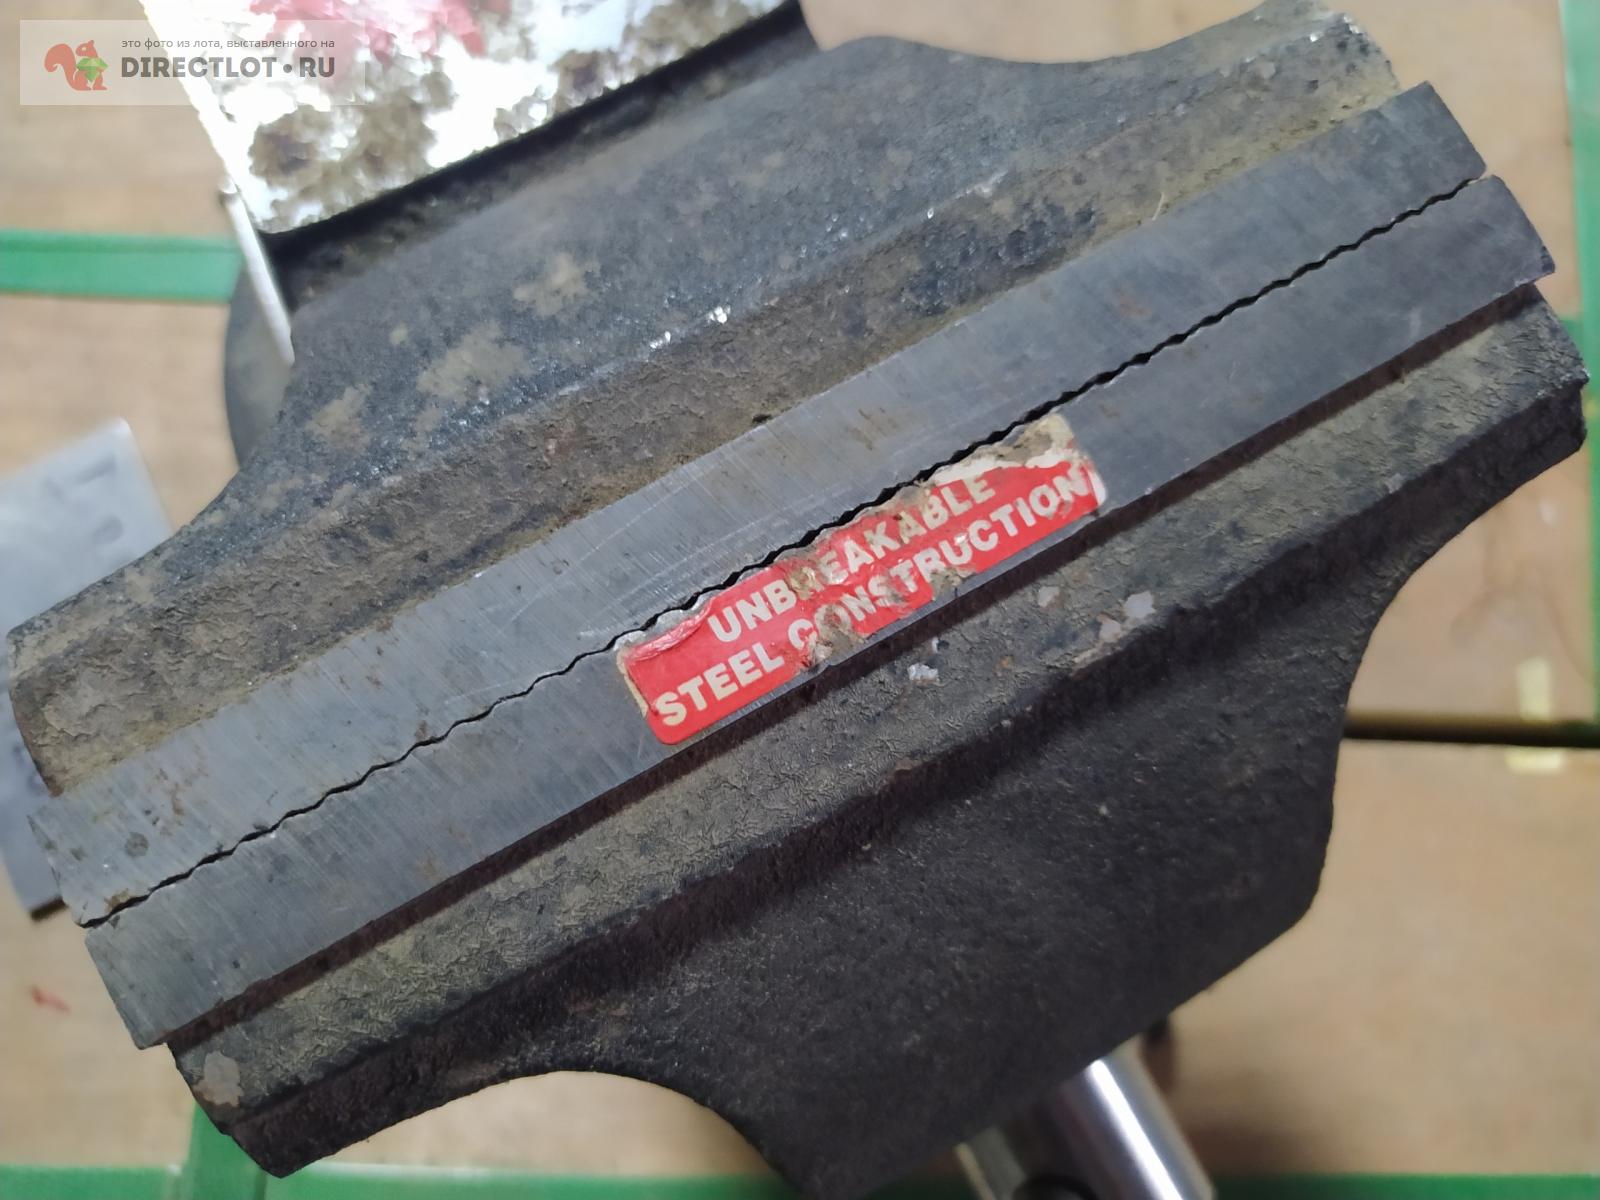 это фото из лота, выставленного на
DIRECTLOT•RU
UNBREAKABLE
STEEL CONSTRUCTION